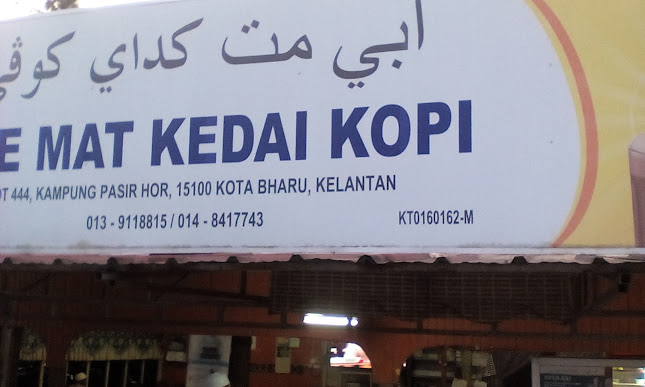 ابي مت كداي كوڤي
E MAT KEDAI KOPI
OT 444, KAMPUNG PASIR HOR, 15100 KOTA BHARU, KELANTAN
013 - 9118815 / 014 - 8417743
KT0160162-M